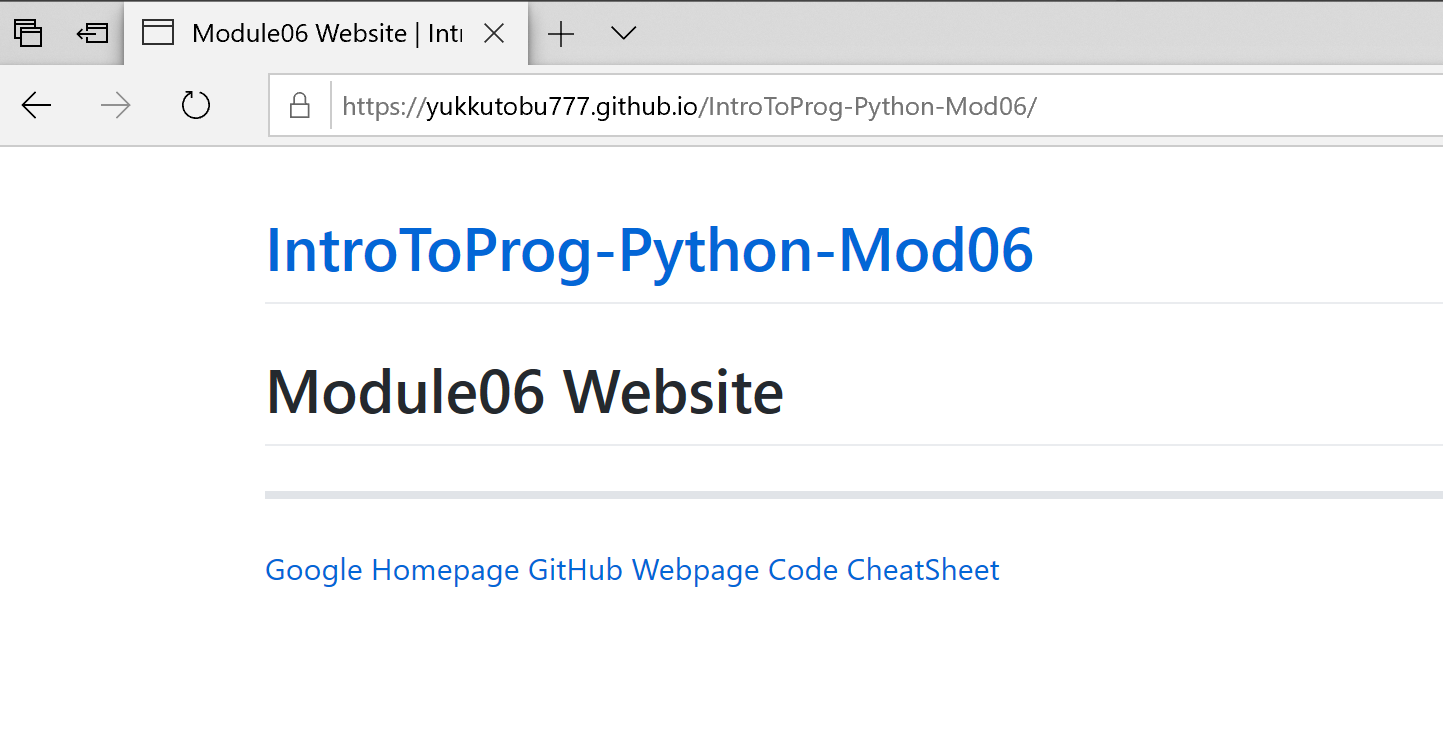 Module06 Website | Int
https://yukkutobu777.github.io/IntroToProg-Python-Mod06/
IntroToProg-Python-Mod06
Module06 Website
Google Homepage GitHub Webpage Code CheatSheet